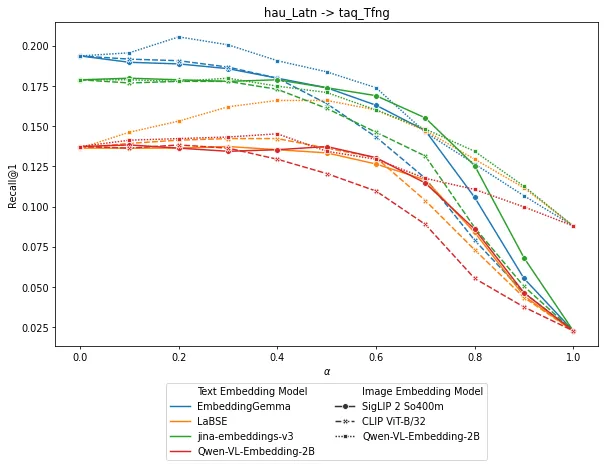 hau_Latn -> taq_Tfng
Recall@1
0.200
0.175
0.150
0.125
0.100
0.075
0.050
0.025
0.0 0.2 0.4 0.6 0.8 1.0
α
Text Embedding Model
EmbeddingGemma
LaBSE
jina-embeddings-v3
Qwen-VL-Embedding-2B
Image Embedding Model
SigLIP 2 So400m
CLIP ViT-B/32
Qwen-VL-Embedding-2B